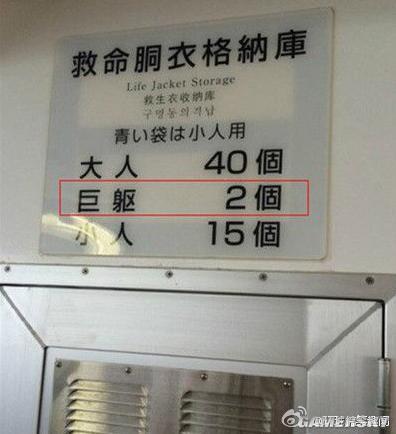 救命胴衣格納庫
Life Jacket Storage
救生衣收纳库
구명동의격납
青い袋は小人用
大人 40個
巨躯 2個
小人 15個
GAMERSKY